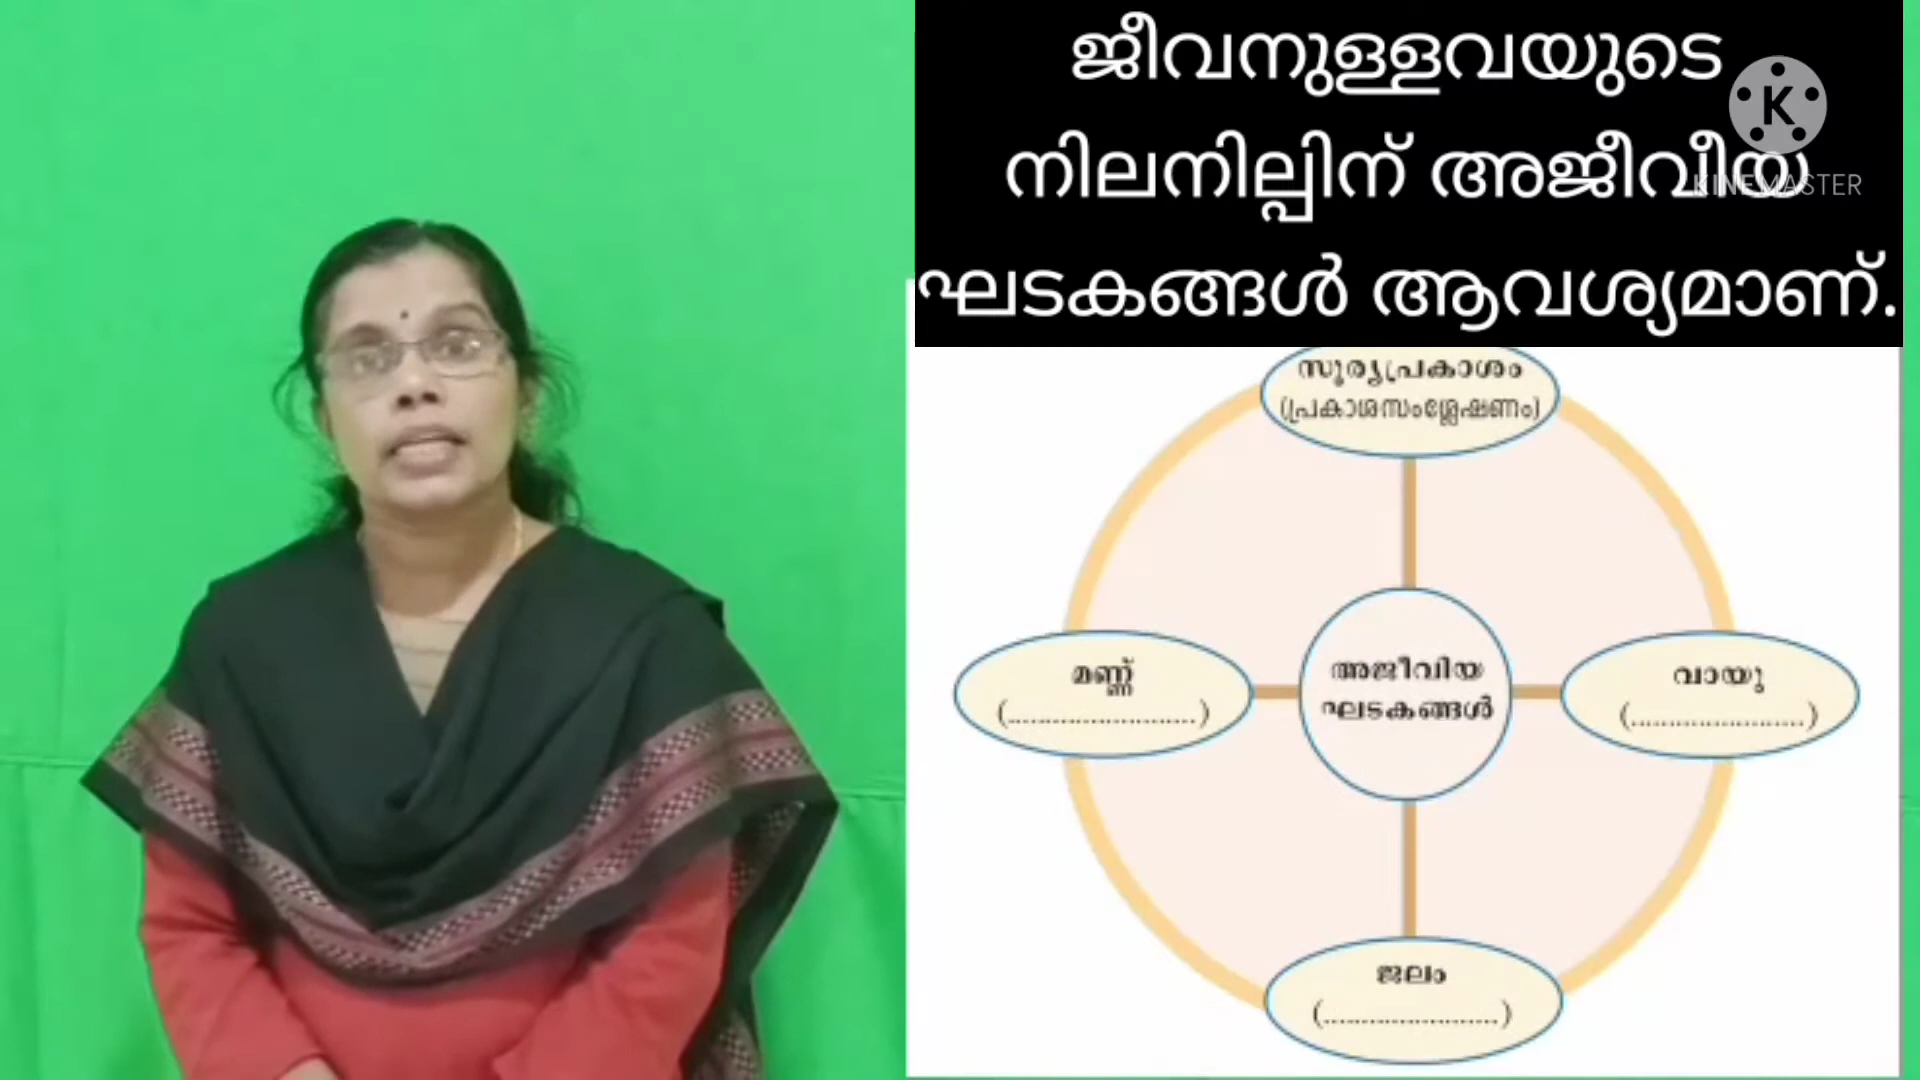 ജീവനുള്ളവയുടെ
നിലനില്പിന് അജീവീയ
ഘടകങ്ങൾ ആവശ്യമാണ്.
K
KINEMASTER
സൂര്യപ്രകാശം
(പ്രകാശസംശ്ലേഷണം)
മണ്ണ്
(........................)
അജീവിയ
ഘടകങ്ങൾ
വായു
(......................)
ജലം
(........................)